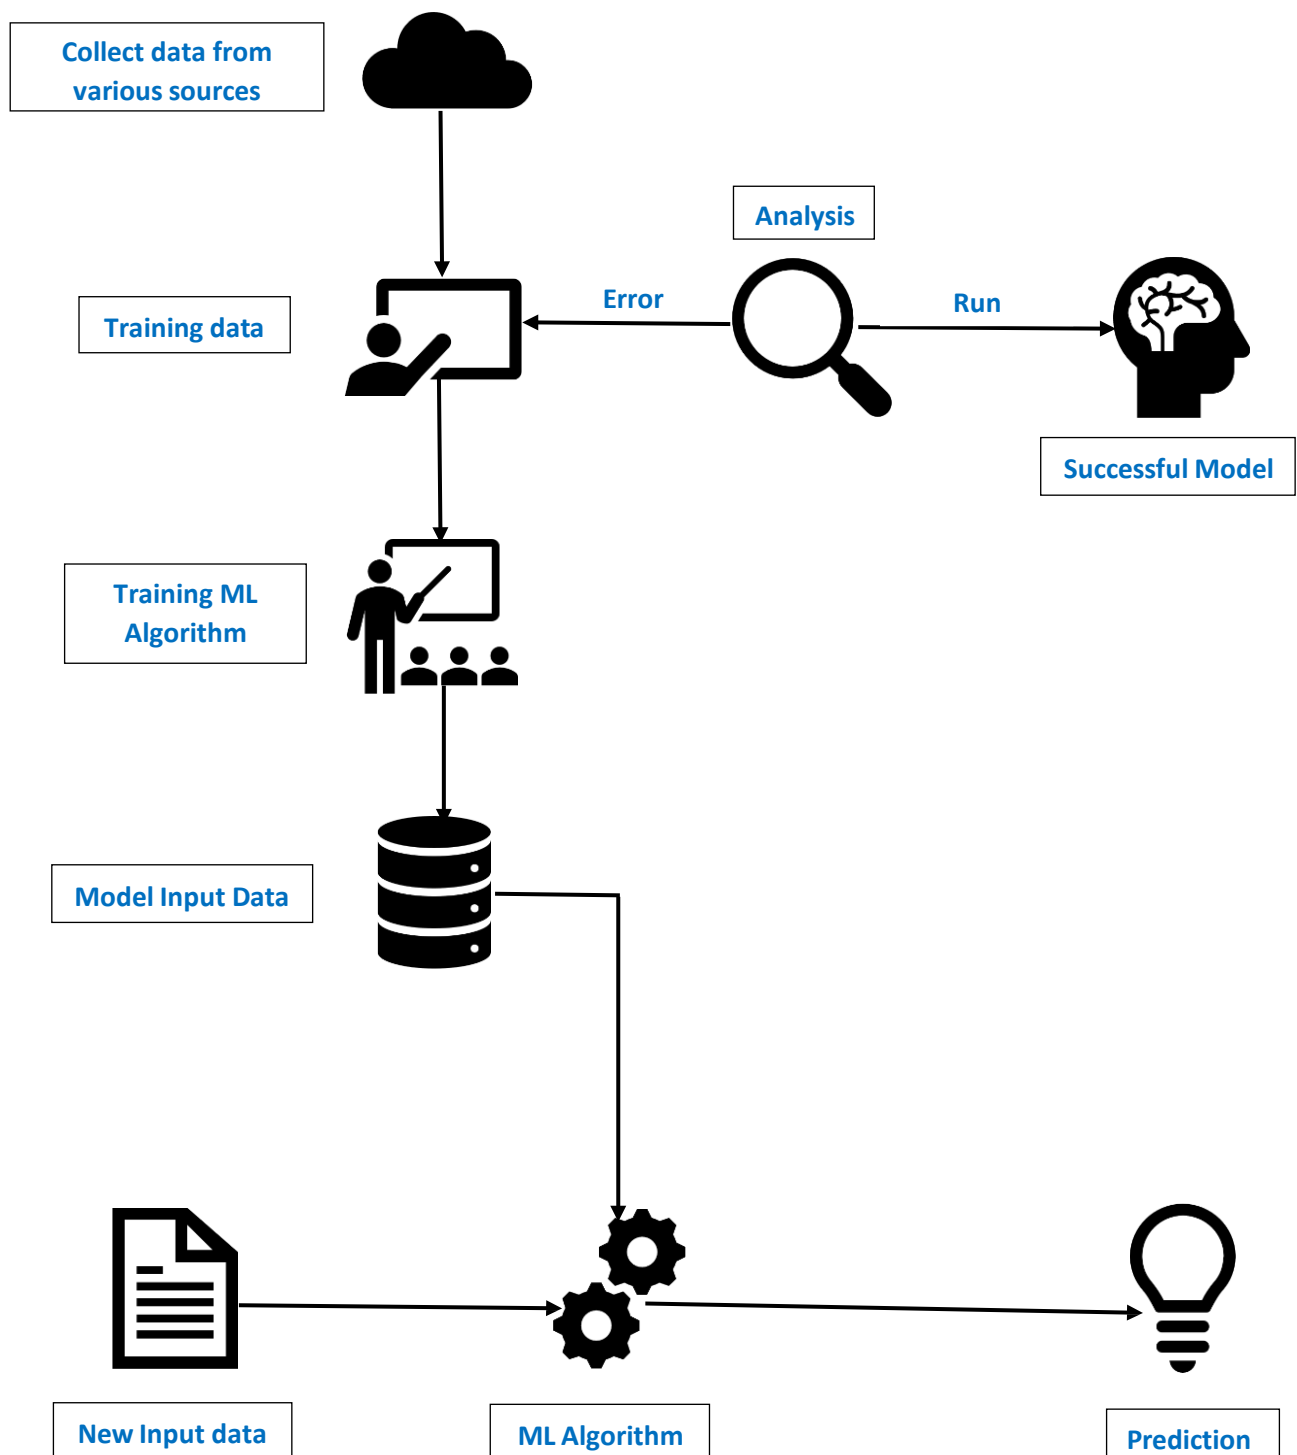 Collect data from
various sources
Analysis
Error
Run
Training data
Successful Model
Training ML
Algorithm
Model Input Data
New Input data
ML Algorithm
Prediction